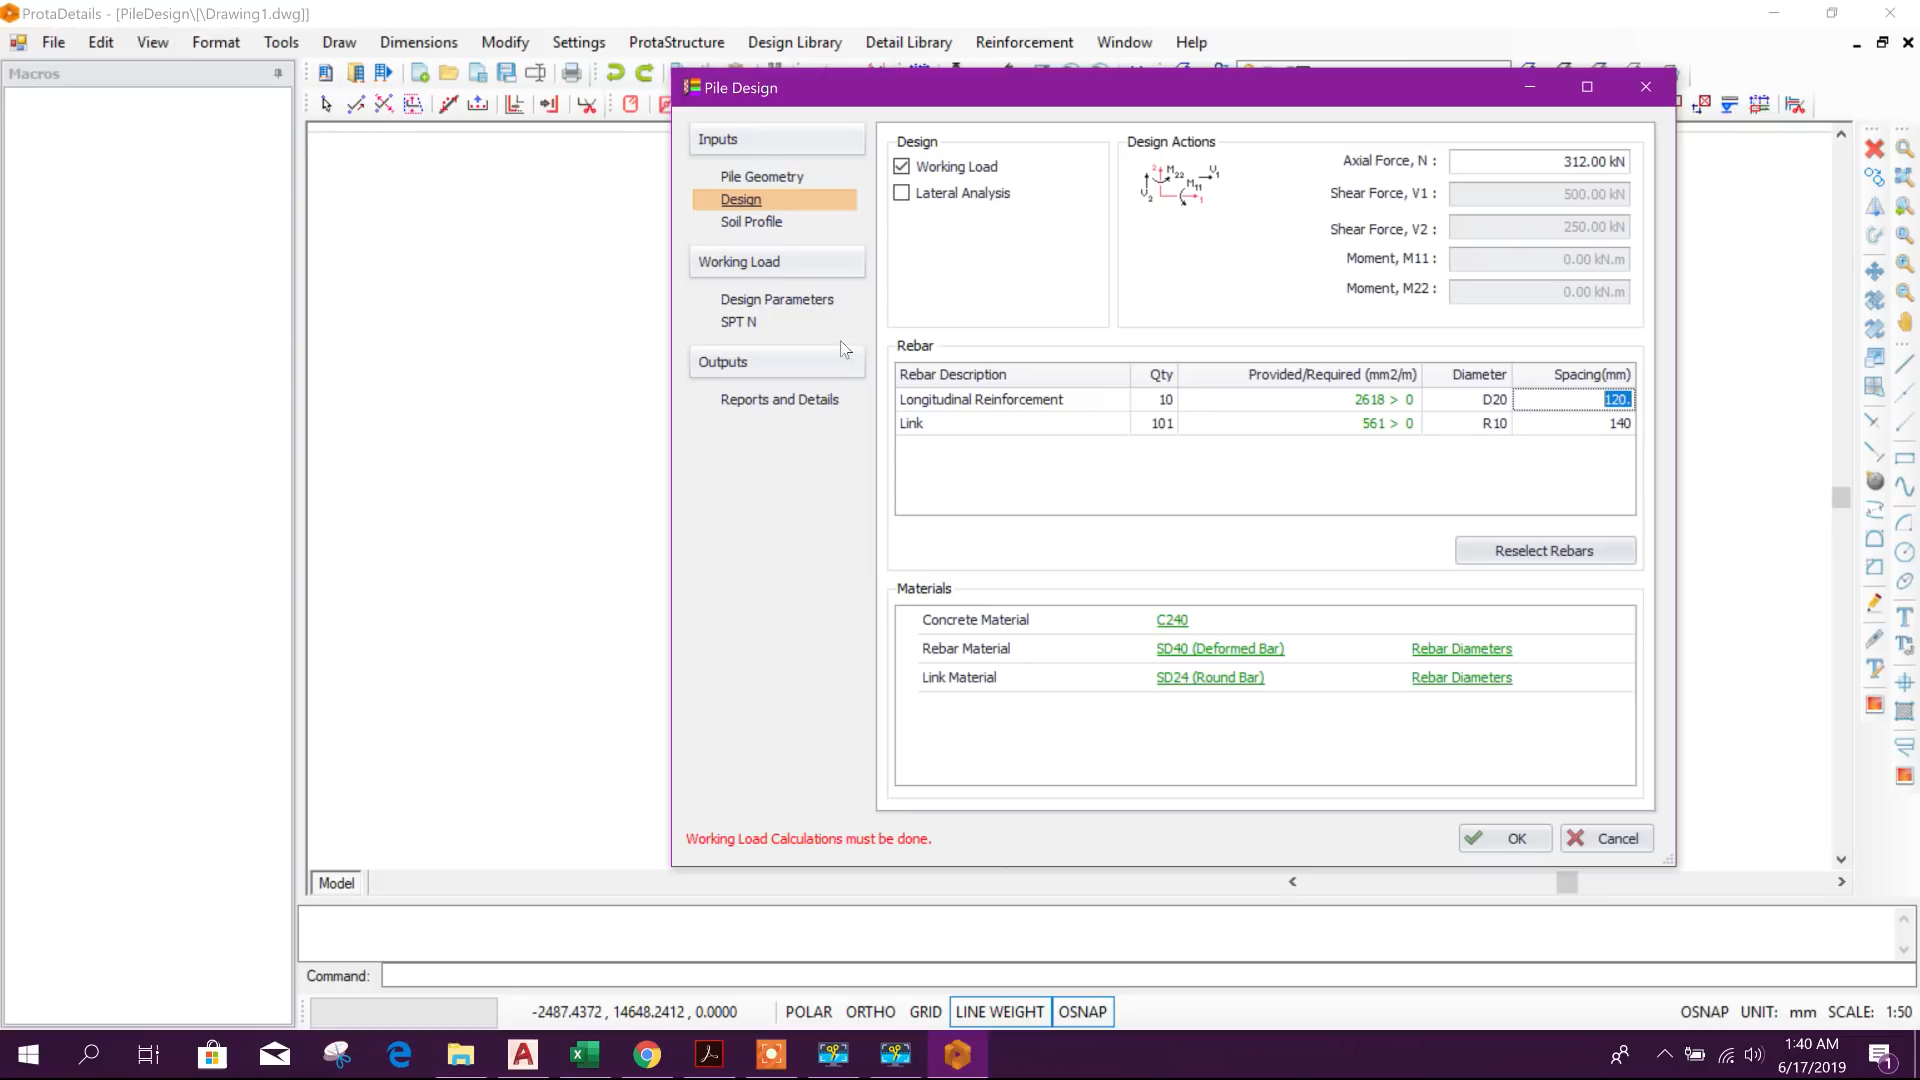 ProtaDetails - [PileDesign\[\Drawing1.dwg]]
File Edit View Format Tools Draw Dimensions Modify Settings ProtaStructure Design Library Detail Library Reinforcement Window Help
Macros
Pile Design
Inputs
Pile Geometry
Design
Soil Profile
Working Load
Design Parameters
SPT N
Outputs
Reports and Details
Design
Working Load
Lateral Analysis
Design Actions
2 M22 V1
M11
V2 1
Axial Force, N : 312.00 kN
Shear Force, V1 : 500.00 kN
Shear Force, V2 : 250.00 kN
Moment, M11 : 0.00 kN.m
Moment, M22 : 0.00 kN.m
Rebar
Rebar Description Qty Provided/Required (mm2/m) Diameter Spacing(mm)
Longitudinal Reinforcement 10 2618 > 0 D20 120.
Link 101 561 > 0 R10 140
Reselect Rebars
Materials
Concrete Material C240
Rebar Material SD40 (Deformed Bar) Rebar Diameters
Link Material SD24 (Round Bar) Rebar Diameters
Working Load Calculations must be done.
OK Cancel
Model
Command:
-2487.4372 , 14648.2412 , 0.0000 POLAR ORTHO GRID LINE WEIGHT OSNAP OSNAP UNIT: mm SCALE: 1:50
1:40 AM
6/17/2019
1